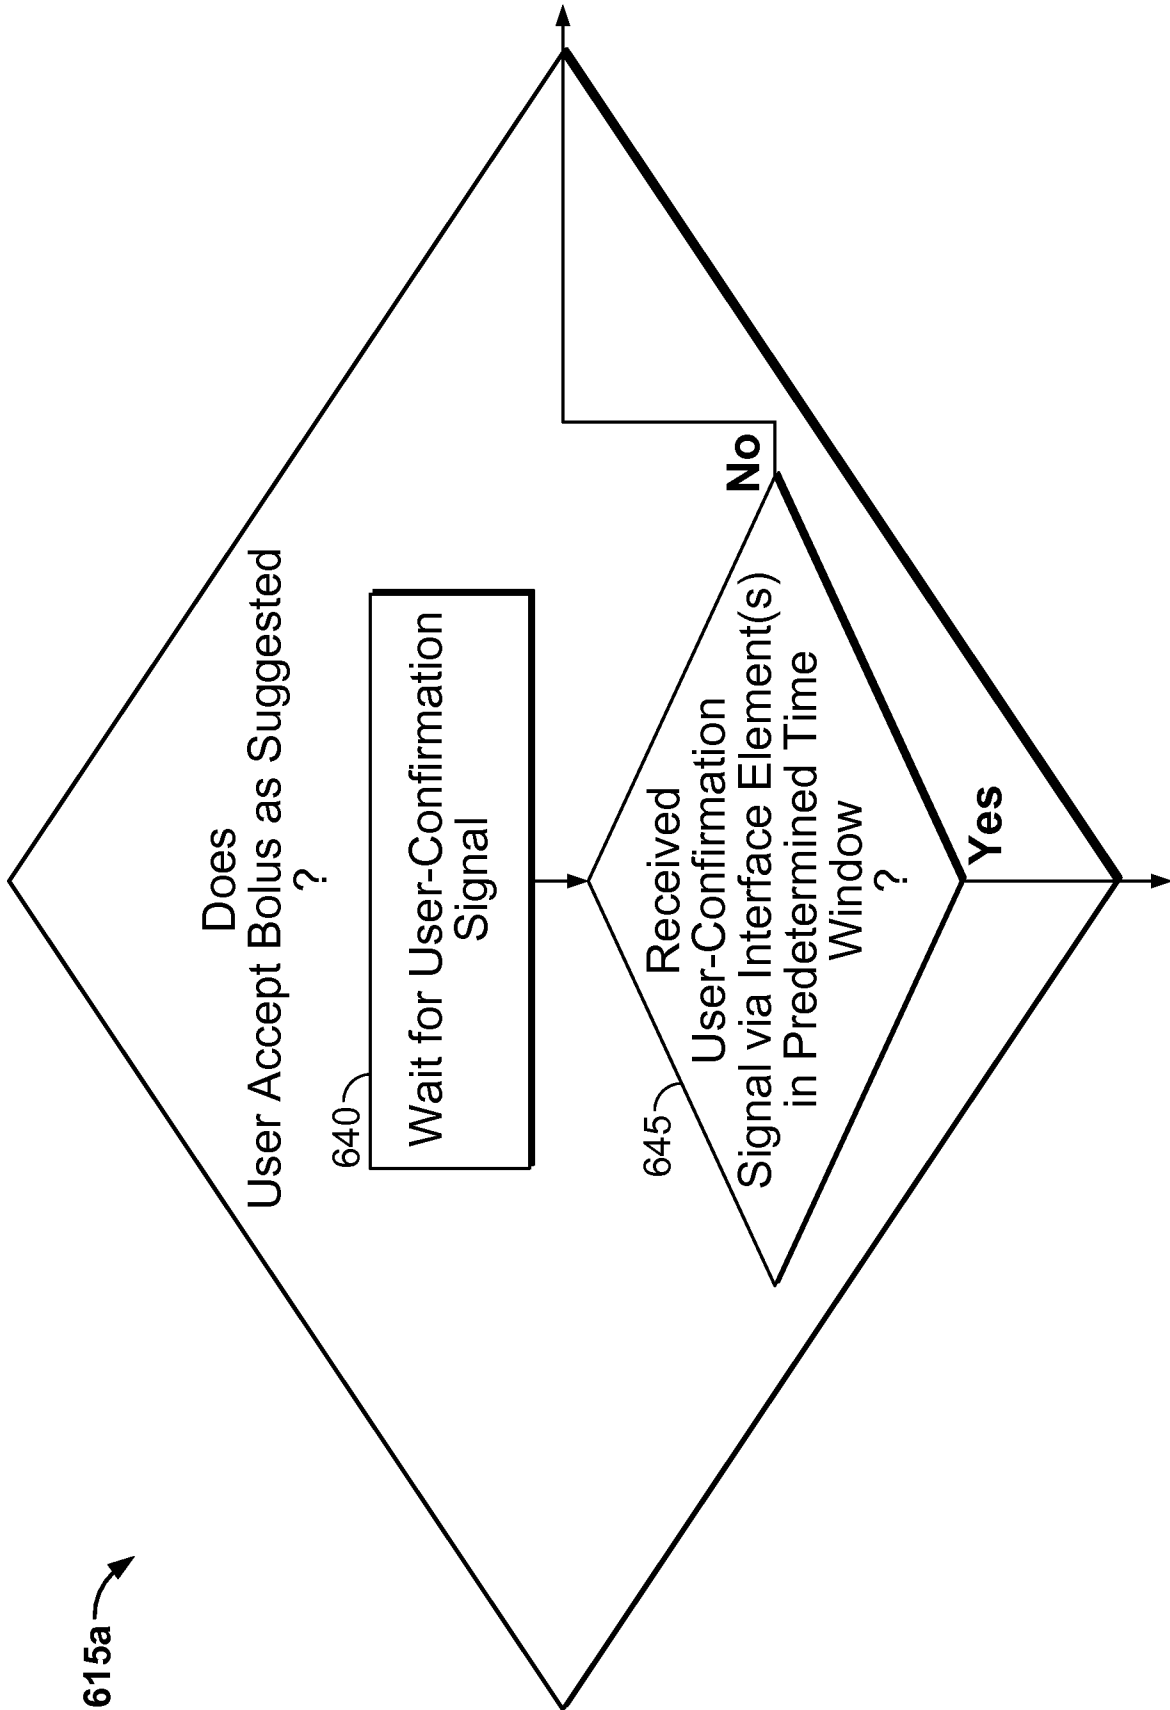 615a
Does
User Accept Bolus as Suggested
?
640
Wait for User-Confirmation
Signal
645
Received
User-Confirmation
Signal via Interface Element(s)
in Predetermined Time
Window
?
No
Yes